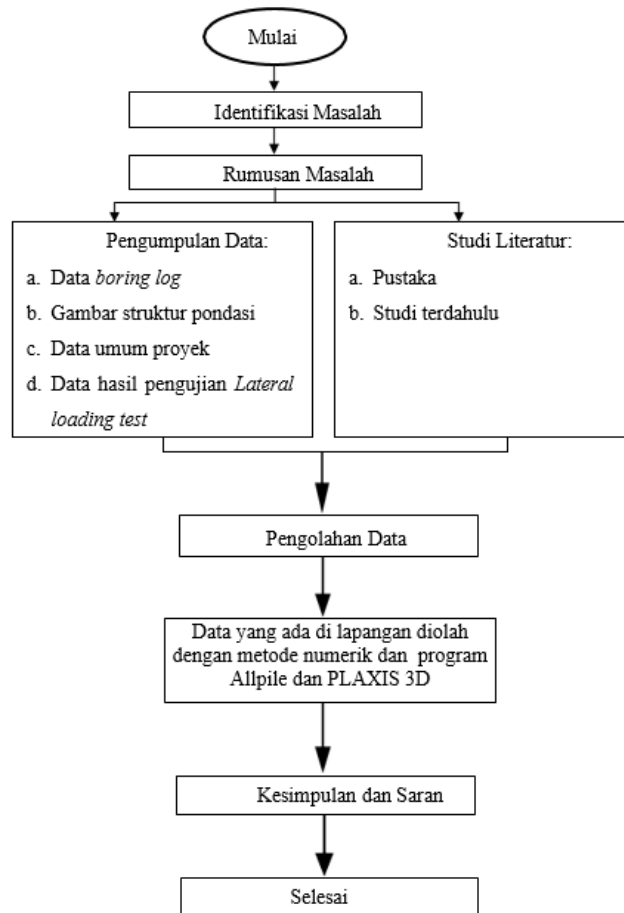 Mulai
Identifikasi Masalah
Rumusan Masalah
Pengumpulan Data:
a. Data boring log
b. Gambar struktur pondasi
c. Data umum proyek
d. Data hasil pengujian Lateral
loading test
Studi Literatur:
a. Pustaka
b. Studi terdahulu
Pengolahan Data
Data yang ada di lapangan diolah
dengan metode numerik dan program
Allpile dan PLAXIS 3D
Kesimpulan dan Saran
Selesai